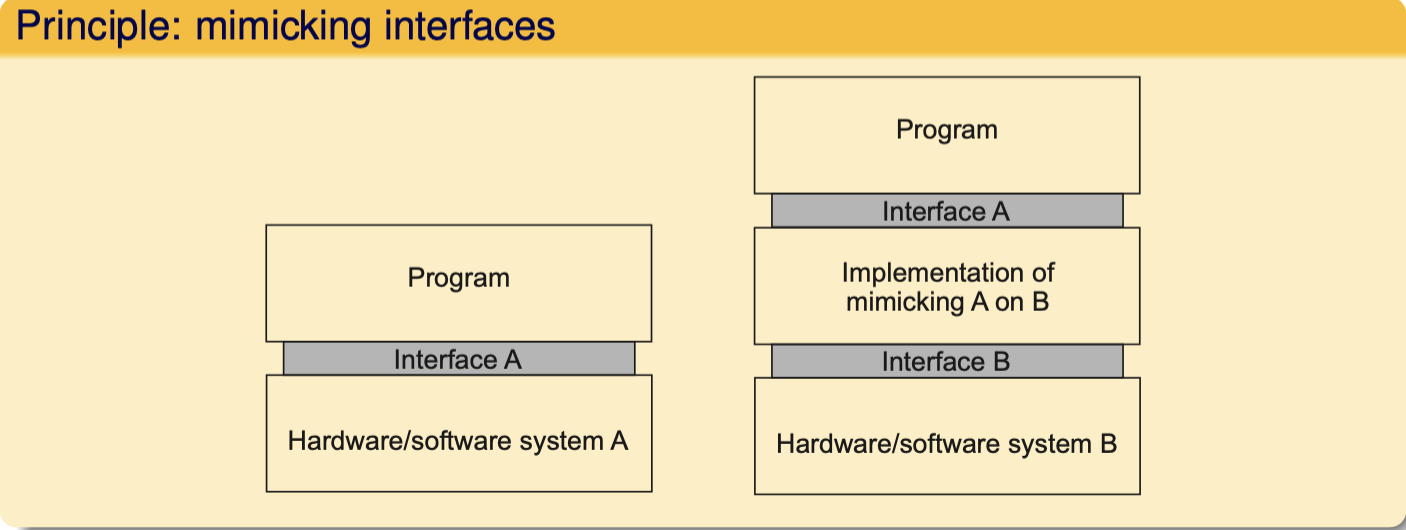 Principle: mimicking interfaces
Program
Interface A
Hardware/software system A
Program
Interface A
Implementation of
mimicking A on B
Interface B
Hardware/software system B